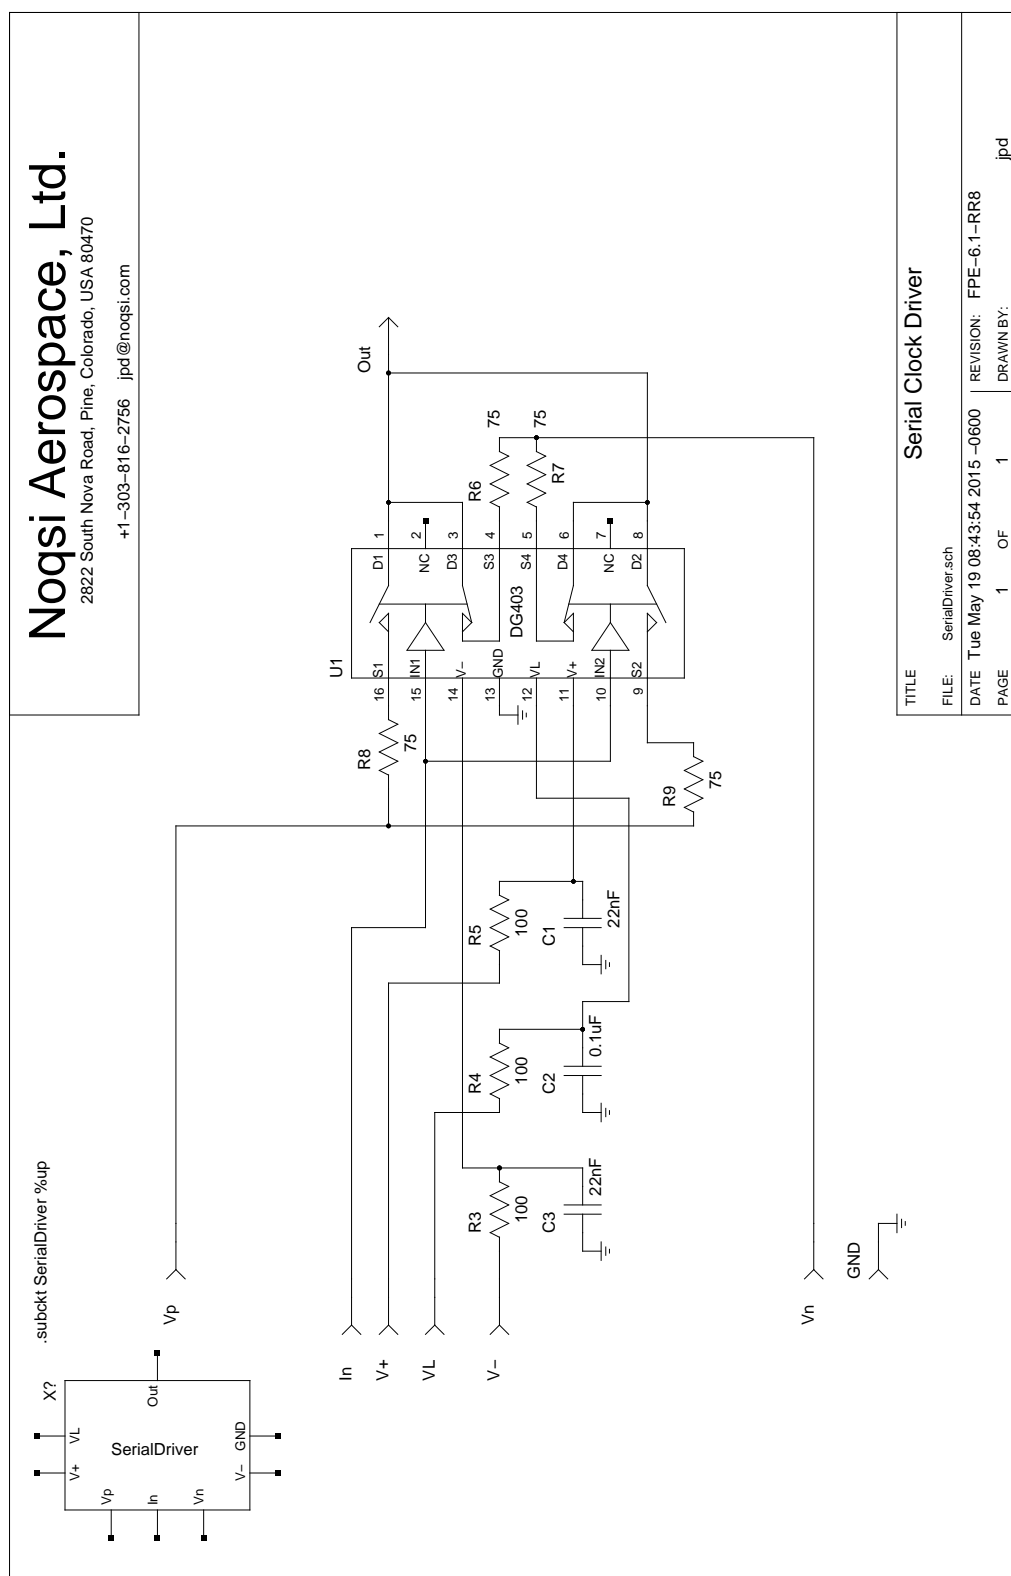 Noqsi Aerospace, Ltd.
2822 South Nova Road, Pine, Colorado, USA 80470
+1−303−816−2756 jpd@noqsi.com
.subckt SerialDriver %up
X?
SerialDriver
V+
VL
Vp
In
Vn
Out
V−
GND
Vp
In
V+
VL
V−
Vn
GND
R3
100
C3
22nF
R4
100
C2
0.1uF
R5
100
C1
22nF
R8
75
R9
75
U1
DG403
16 S1
15 IN1
14 V−
13 GND
12 VL
11 V+
10 IN2
9 S2
D1 1
NC 2
D3 3
S3 4
S4 5
D4 6
NC 7
D2 8
R6
75
R7
75
Out
TITLE
Serial Clock Driver
FILE: SerialDriver.sch
DATE Tue May 19 08:43:54 2015 −0600
REVISION: FPE−6.1−RR8
PAGE 1 OF 1
DRAWN BY: jpd